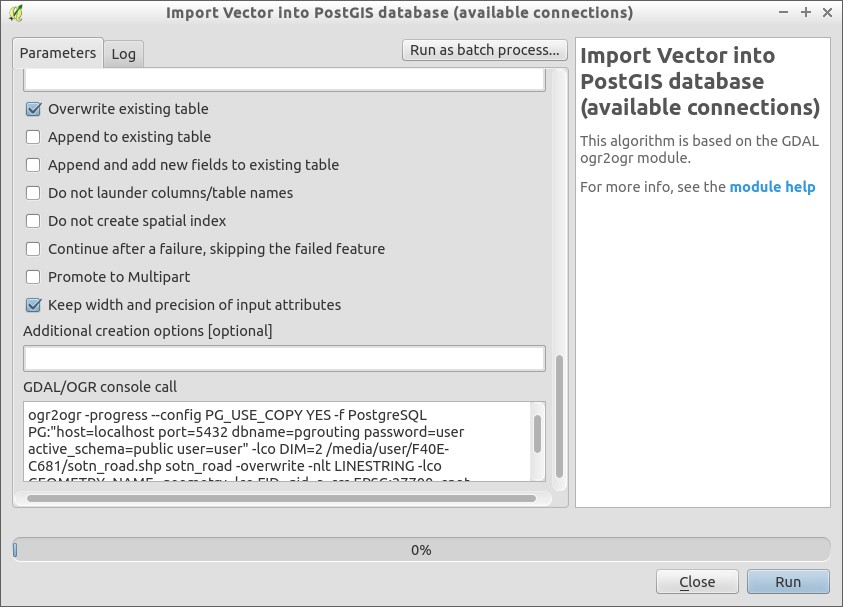 Import Vector into PostGIS database (available connections)
Parameters
Log
Run as batch process...
Overwrite existing table
Append to existing table
Append and add new fields to existing table
Do not launder columns/table names
Do not create spatial index
Continue after a failure, skipping the failed feature
Promote to Multipart
Keep width and precision of input attributes
Additional creation options [optional]
GDAL/OGR console call
ogr2ogr -progress --config PG_USE_COPY YES -f PostgreSQL
PG:"host=localhost port=5432 dbname=pgrouting password=user
active_schema=public user=user" -lco DIM=2 /media/user/F40E-
C681/sotn_road.shp sotn_road -overwrite -nlt LINESTRING -lco
Import Vector into
PostGIS database
(available connections)
This algorithm is based on the GDAL
ogr2ogr module.
For more info, see the module help
0%
Close
Run